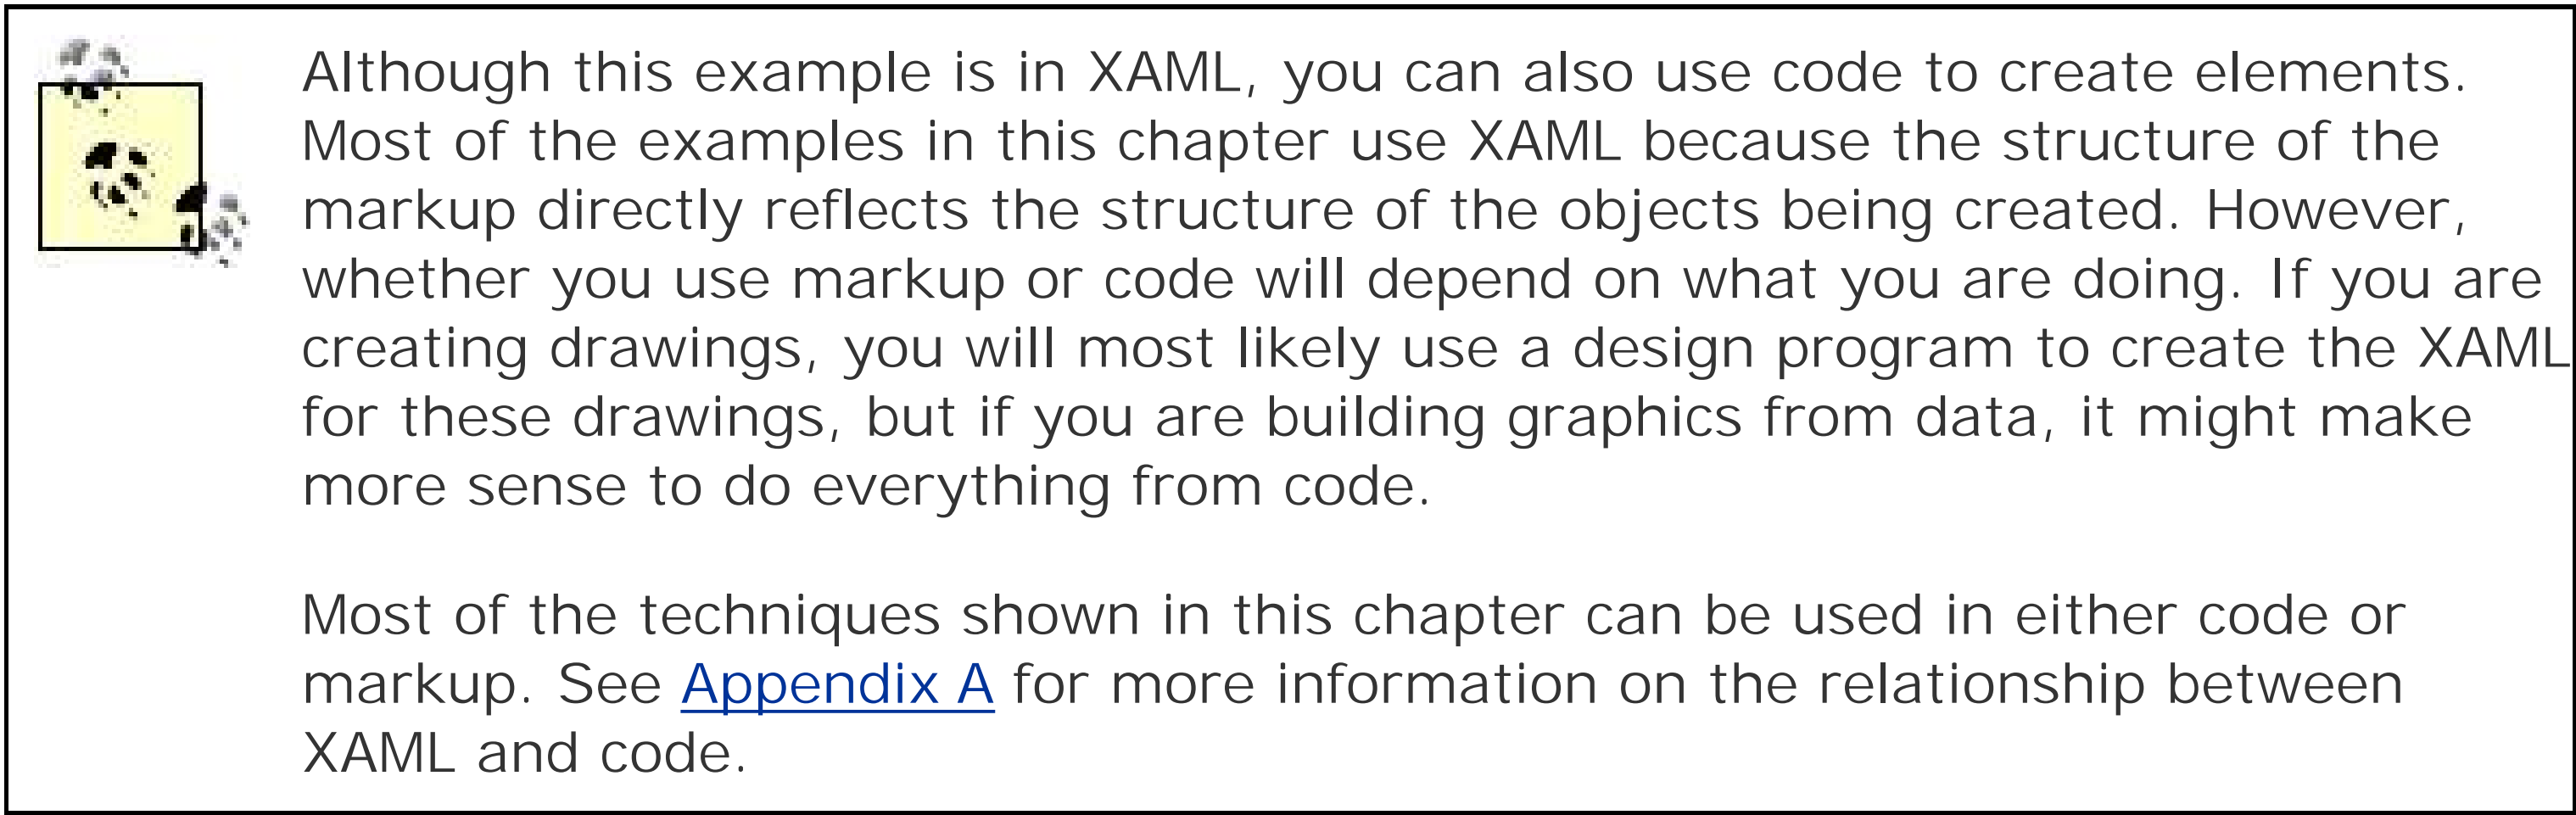 Although this example is in XAML, you can also use code to create elements.
Most of the examples in this chapter use XAML because the structure of the
markup directly reflects the structure of the objects being created. However,
whether you use markup or code will depend on what you are doing. If you are
creating drawings, you will most likely use a design program to create the XAML
for these drawings, but if you are building graphics from data, it might make
more sense to do everything from code.
Most of the techniques shown in this chapter can be used in either code or
markup. See Appendix A for more information on the relationship between
XAML and code.